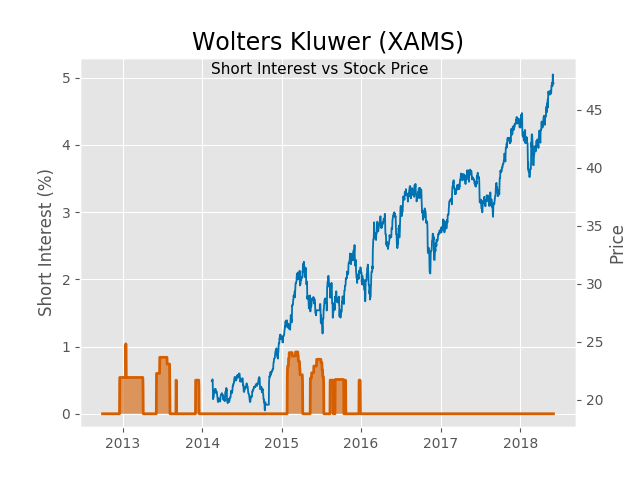 Wolters Kluwer (XAMS)
Short Interest vs Stock Price
Short Interest (%)
5
4
3
2
1
0
45
40
35
30
25
20
Price
2013 2014 2015 2016 2017 2018